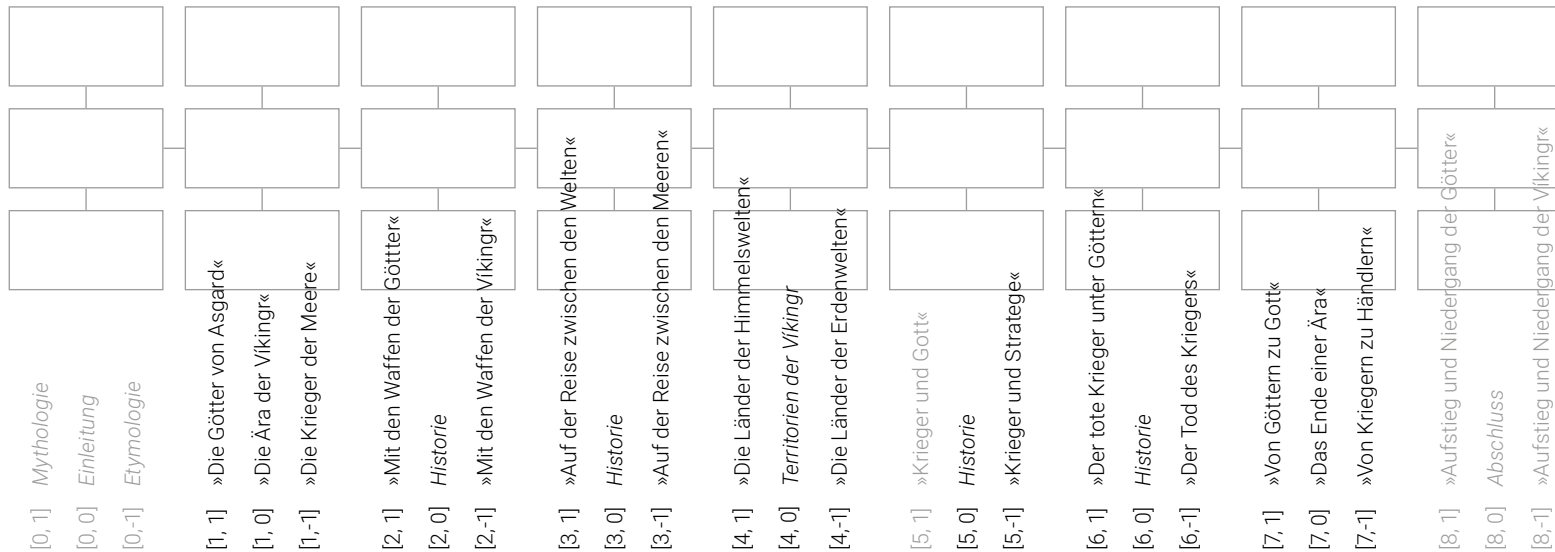 [0, 1] Mythologie
[0, 0] Einleitung
[0,-1] Etymologie
[1, 1] »Die Götter von Asgard«
[1, 0] »Die Ära der Víkingr«
[1,-1] »Die Krieger der Meere«
[2, 1] »Mit den Waffen der Göttter«
[2, 0] Historie
[2,-1] »Mit den Waffen der Víkingr«
[3, 1] »Auf der Reise zwischen den Welten«
[3, 0] Historie
[3,-1] »Auf der Reise zwischen den Meeren«
[4, 1] »Die Länder der Himmelswelten«
[4, 0] Territorien der Víkingr
[4,-1] »Die Länder der Erdenwelten«
[5, 1] »Krieger und Gott«
[5, 0] Historie
[5,-1] »Krieger und Stratege«
[6, 1] »Der tote Krieger unter Göttern«
[6, 0] Historie
[6,-1] »Der Tod des Kriegers«
[7, 1] »Von Göttern zu Gott«
[7, 0] »Das Ende einer Ära«
[7,-1] »Von Kriegern zu Händlern«
[8, 1] »Aufstieg und Niedergang der Götter«
[8, 0] Abschluss
[8,-1] »Aufstieg und Niedergang der Víkingr«